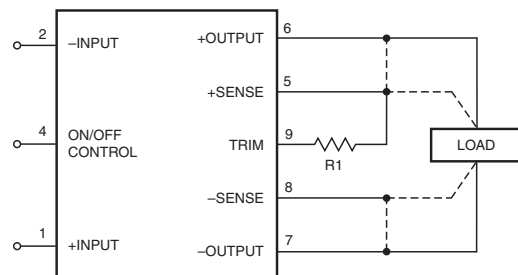 2
–INPUT
+OUTPUT
6
+SENSE
5
4
ON/OFF
CONTROL
TRIM
9
R1
LOAD
–SENSE
8
1
+INPUT
–OUTPUT
7